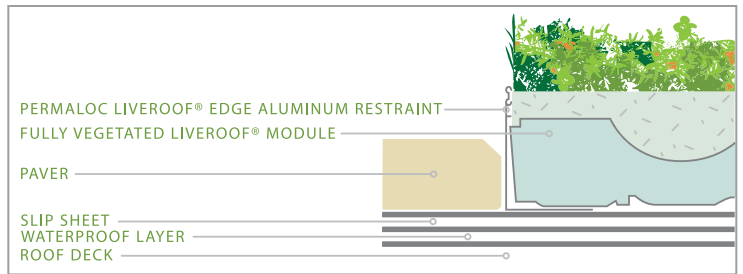 PERMALOC LIVEROOF® EDGE ALUMINUM RESTRAINT
FULLY VEGETATED LIVEROOF® MODULE
PAVER
SLIP SHEET
WATERPROOF LAYER
ROOF DECK